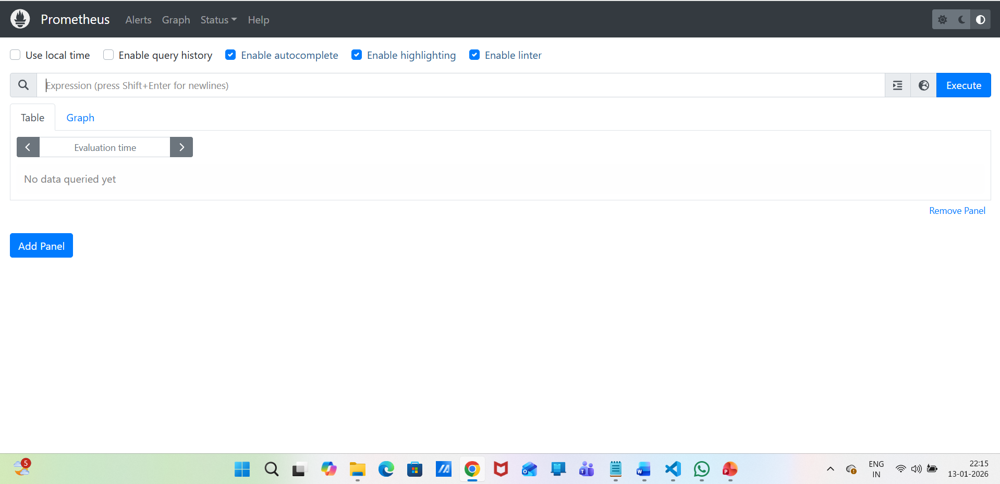 Prometheus Alerts Graph Status Help
Use local time Enable query history Enable autocomplete Enable highlighting Enable linter
Expression (press Shift+Enter for newlines) Execute
Table Graph
Evaluation time
No data queried yet
Remove Panel
Add Panel
5
ENG 22:15
IN 13-01-2026